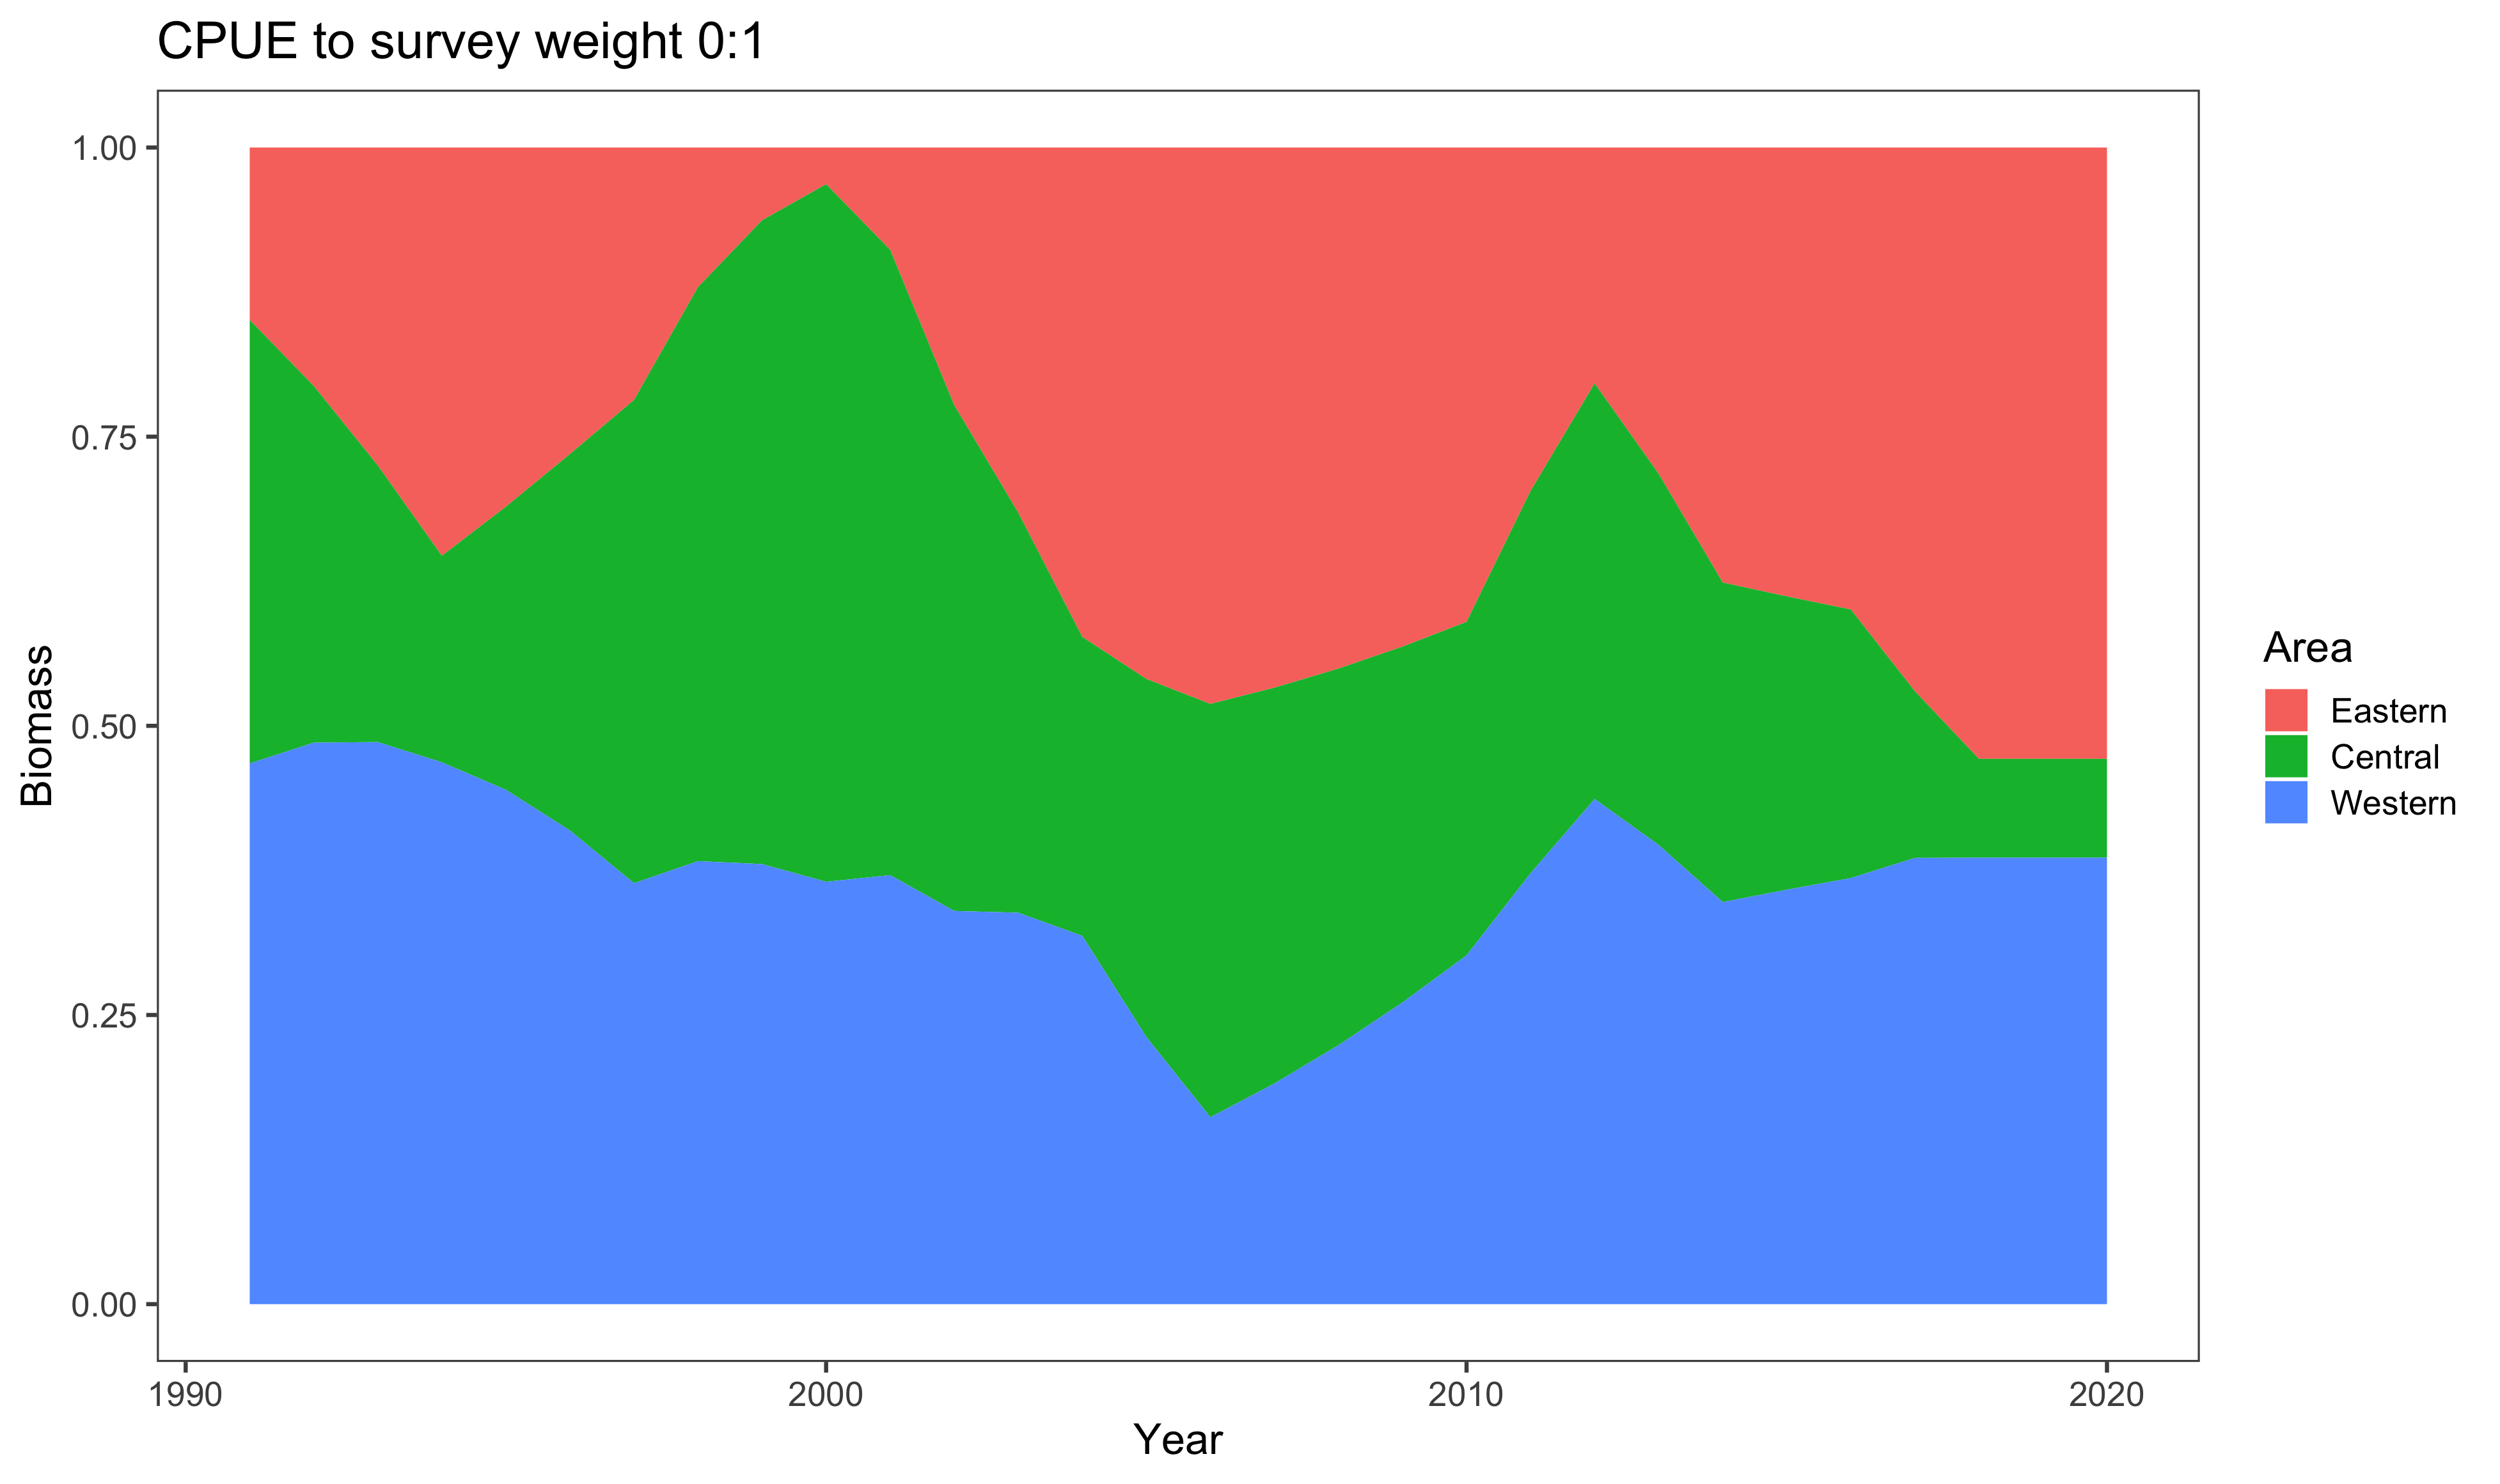 CPUE to survey weight 0:1
1.00
0.75
0.50
0.25
0.00
Biomass
1990 2000 2010 2020
Year
Area
Eastern
Central
Western